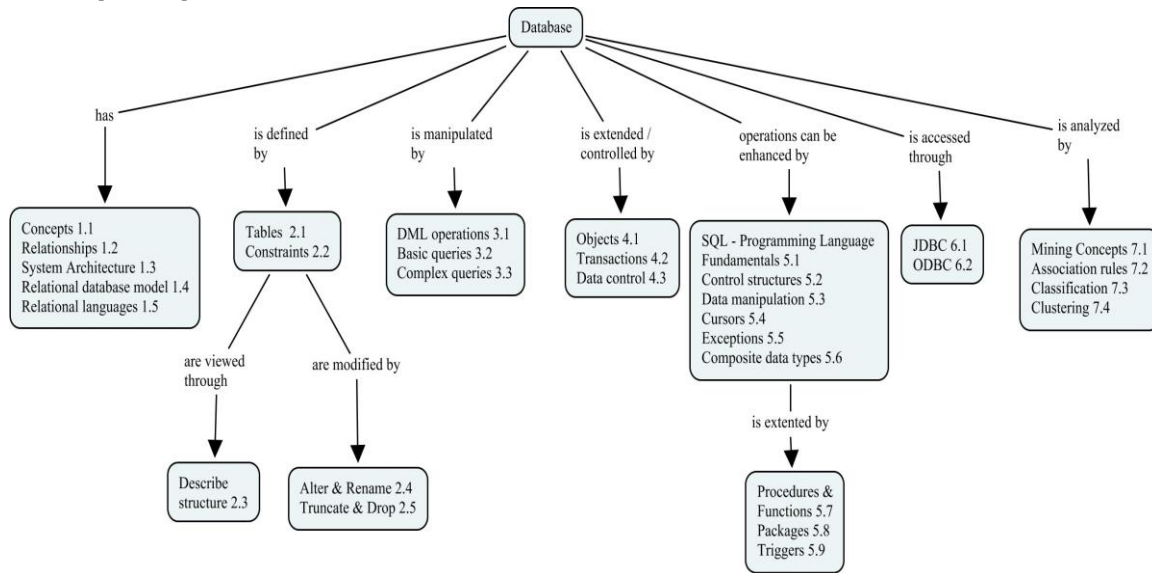 Database
has
is defined
by
is manipulated
by
is extended /
controlled by
operations can be
enhanced by
is accessed
through
is analyzed
by
Concepts 1.1
Relationships 1.2
System Architecture 1.3
Relational database model 1.4
Relational languages 1.5
Tables 2.1
Constraints 2.2
DML operations 3.1
Basic queries 3.2
Complex queries 3.3
Objects 4.1
Transactions 4.2
Data control 4.3
SQL - Programming Language
Fundamentals 5.1
Control structures 5.2
Data manipulation 5.3
Cursors 5.4
Exceptions 5.5
Composite data types 5.6
JDBC 6.1
ODBC 6.2
Mining Concepts 7.1
Association rules 7.2
Classification 7.3
Clustering 7.4
are viewed
through
are modified by
is extented by
Describe
structure 2.3
Alter & Rename 2.4
Truncate & Drop 2.5
Procedures &
Functions 5.7
Packages 5.8
Triggers 5.9